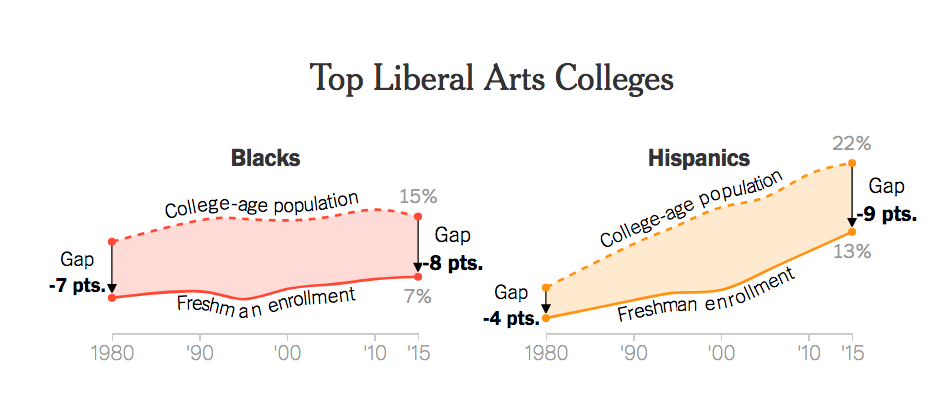 Top Liberal Arts Colleges
Blacks
College-age population
15%
Gap
-7 pts.
Gap
-8 pts.
Freshman enrollment
7%
1980 '90 '00 '10 '15
Hispanics
22%
College-age population
Gap
-9 pts.
13%
Gap
-4 pts.
Freshman enrollment
1980 '90 '00 '10 '15